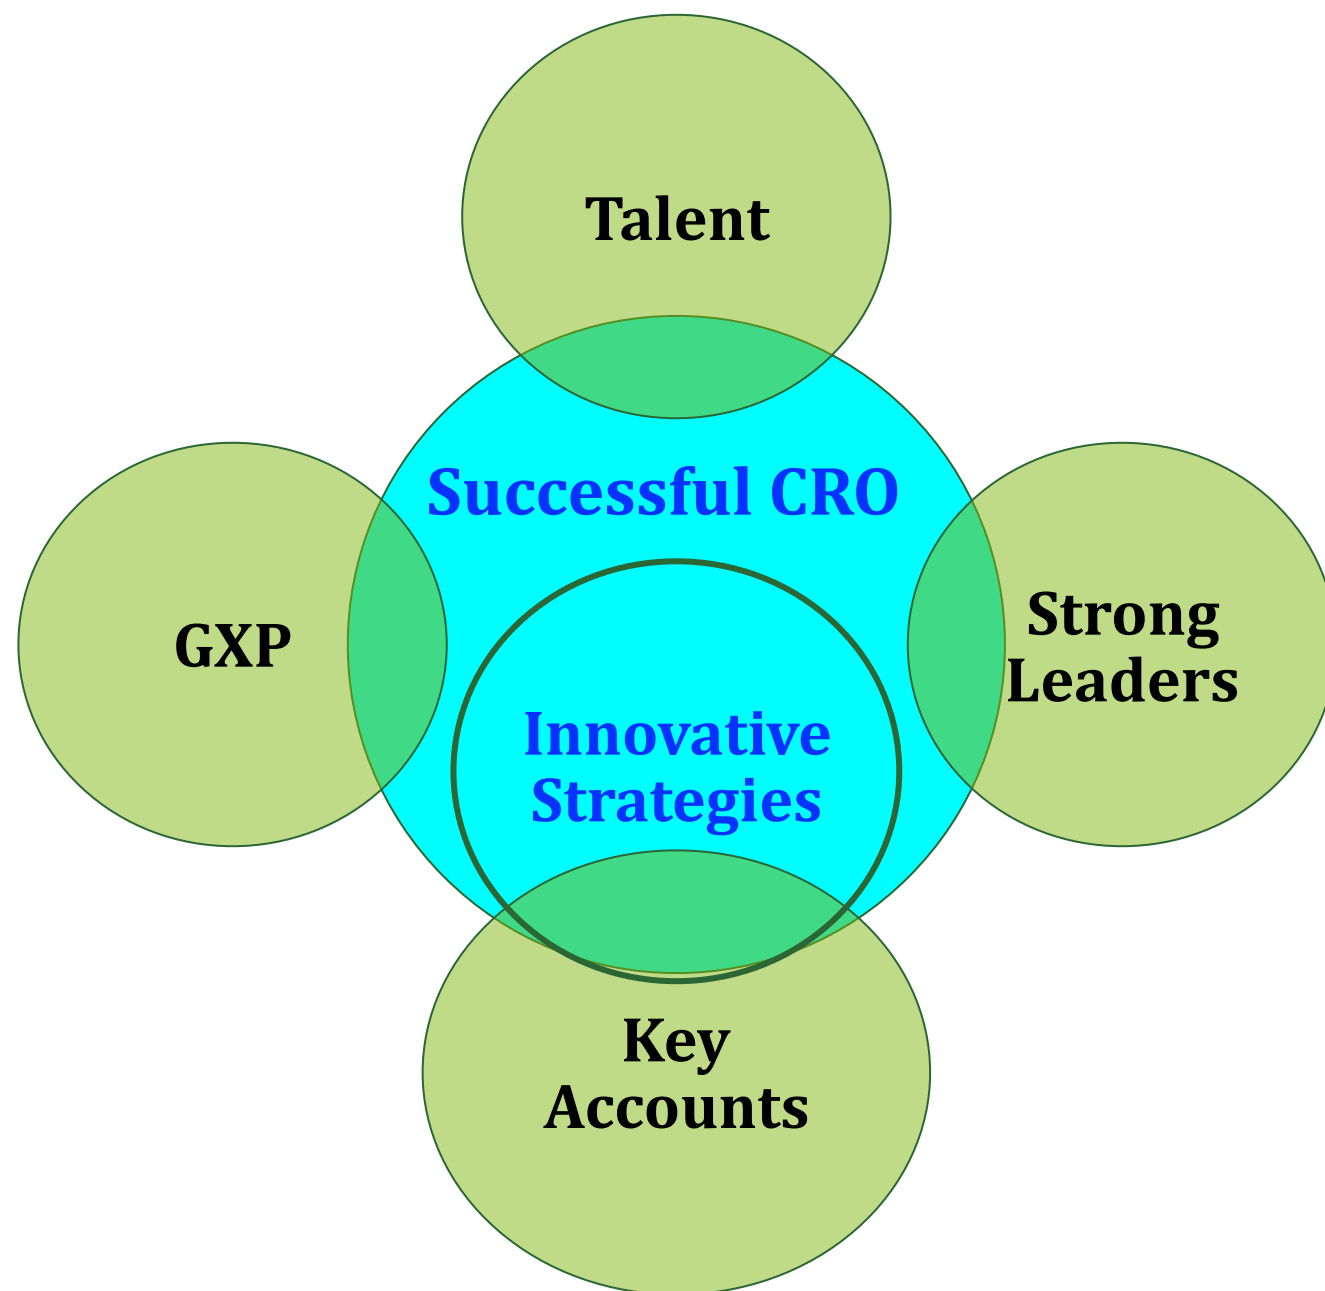 Talent
Successful CRO
GXP
Strong
Leaders
Innovative
Strategies
Key
Accounts